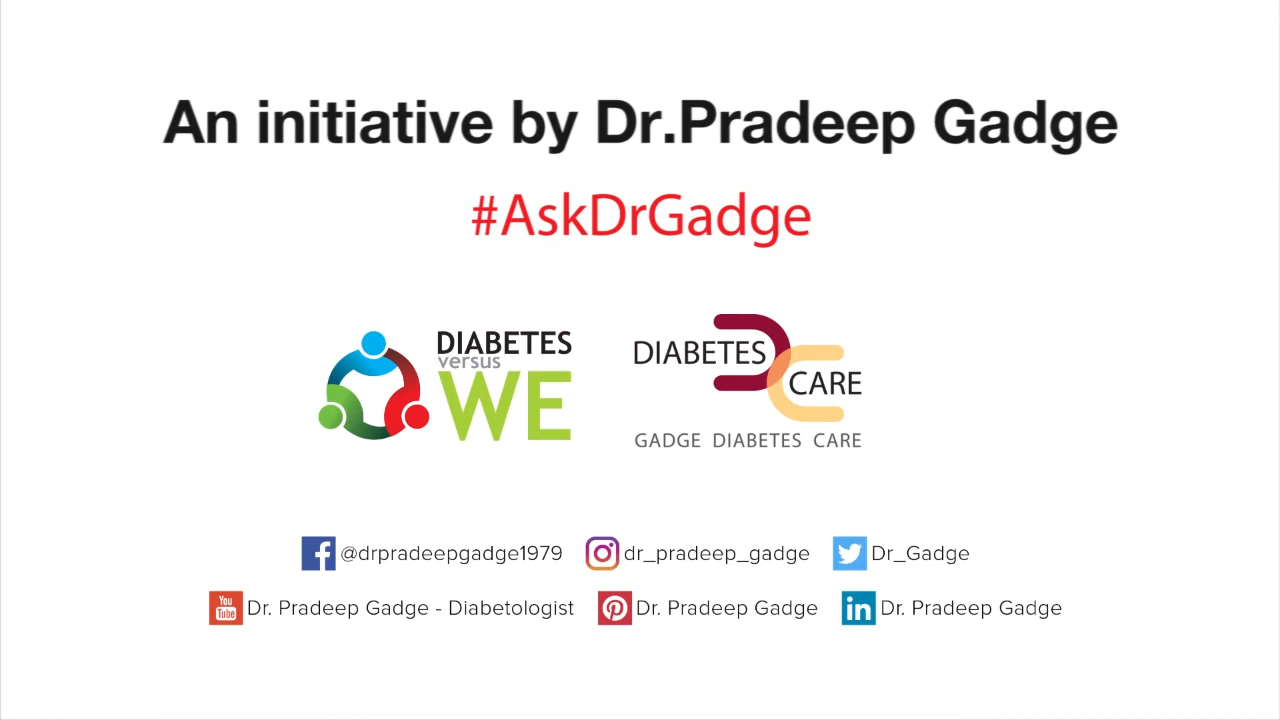 An initiative by Dr.Pradeep Gadge
#AskDrGadge
DIABETES
versus
WE
DIABETES
CARE
GADGE DIABETES CARE
@drpradeepgadge1979 dr_pradeep_gadge Dr_Gadge
You Tube Dr. Pradeep Gadge - Diabetologist Dr. Pradeep Gadge in Dr. Pradeep Gadge